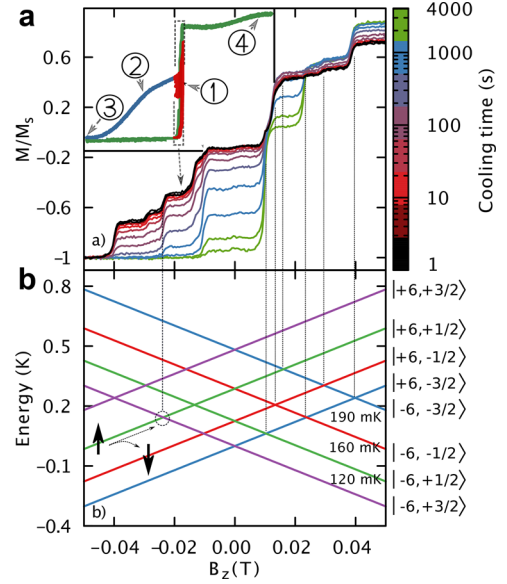 a
M/Mₛ
0.6
0.4
−0.2
−0.6
−1
①
②
③
④
a)
4000
1000
100
10
1
Cooling time (s)
b
Energy (K)
0.8
0.5
0.2
−0.1
−0.4
190 mK
160 mK
120 mK
b)
|+6,+3/2⟩
|+6,+1/2⟩
|+6,-1/2⟩
|+6,-3/2⟩
|-6,-3/2⟩
|-6,-1/2⟩
|-6,+1/2⟩
|-6,+3/2⟩
−0.04
−0.02
0.00
0.02
0.04
B_z(T)